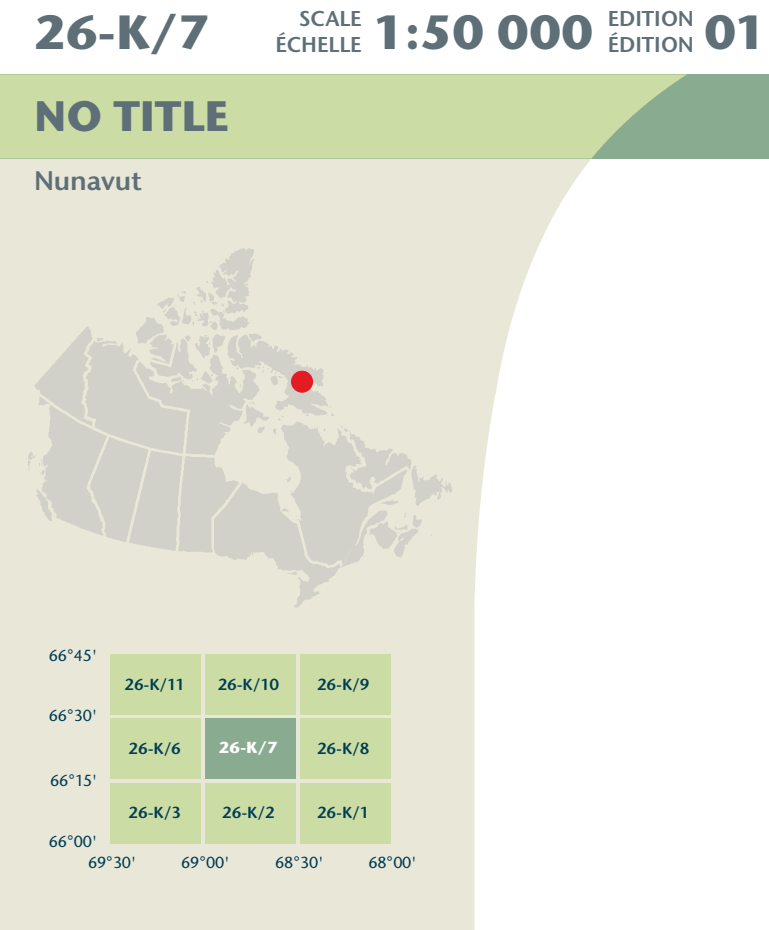 26-K/7 SCALE ÉCHELLE 1:50 000 EDITION ÉDITION 01
NO TITLE
Nunavut
66°45'
26-K/11 26-K/10 26-K/9
66°30'
26-K/6 26-K/7 26-K/8
66°15'
26-K/3 26-K/2 26-K/1
66°00'
69°30' 69°00' 68°30' 68°00'